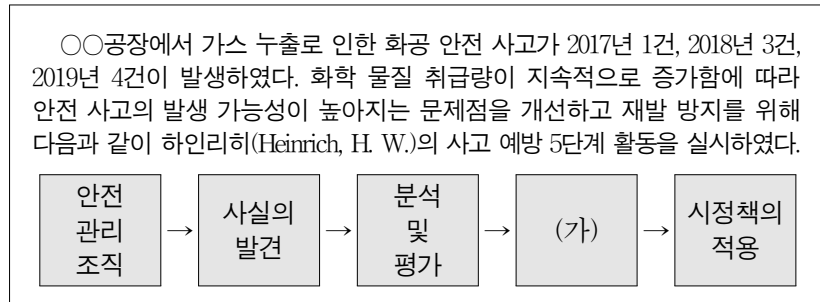 ○○공장에서 가스 누출로 인한 화공 안전 사고가 2017년 1건, 2018년 3건,
2019년 4건이 발생하였다. 화학 물질 취급량이 지속적으로 증가함에 따라
안전 사고의 발생 가능성이 높아지는 문제점을 개선하고 재발 방지를 위해
다음과 같이 하인리히(Heinrich, H. W.)의 사고 예방 5단계 활동을 실시하였다.
안전
관리
조직
→
사실의
발견
→
분석
및
평가
→
(가)
→
시정책의
적용